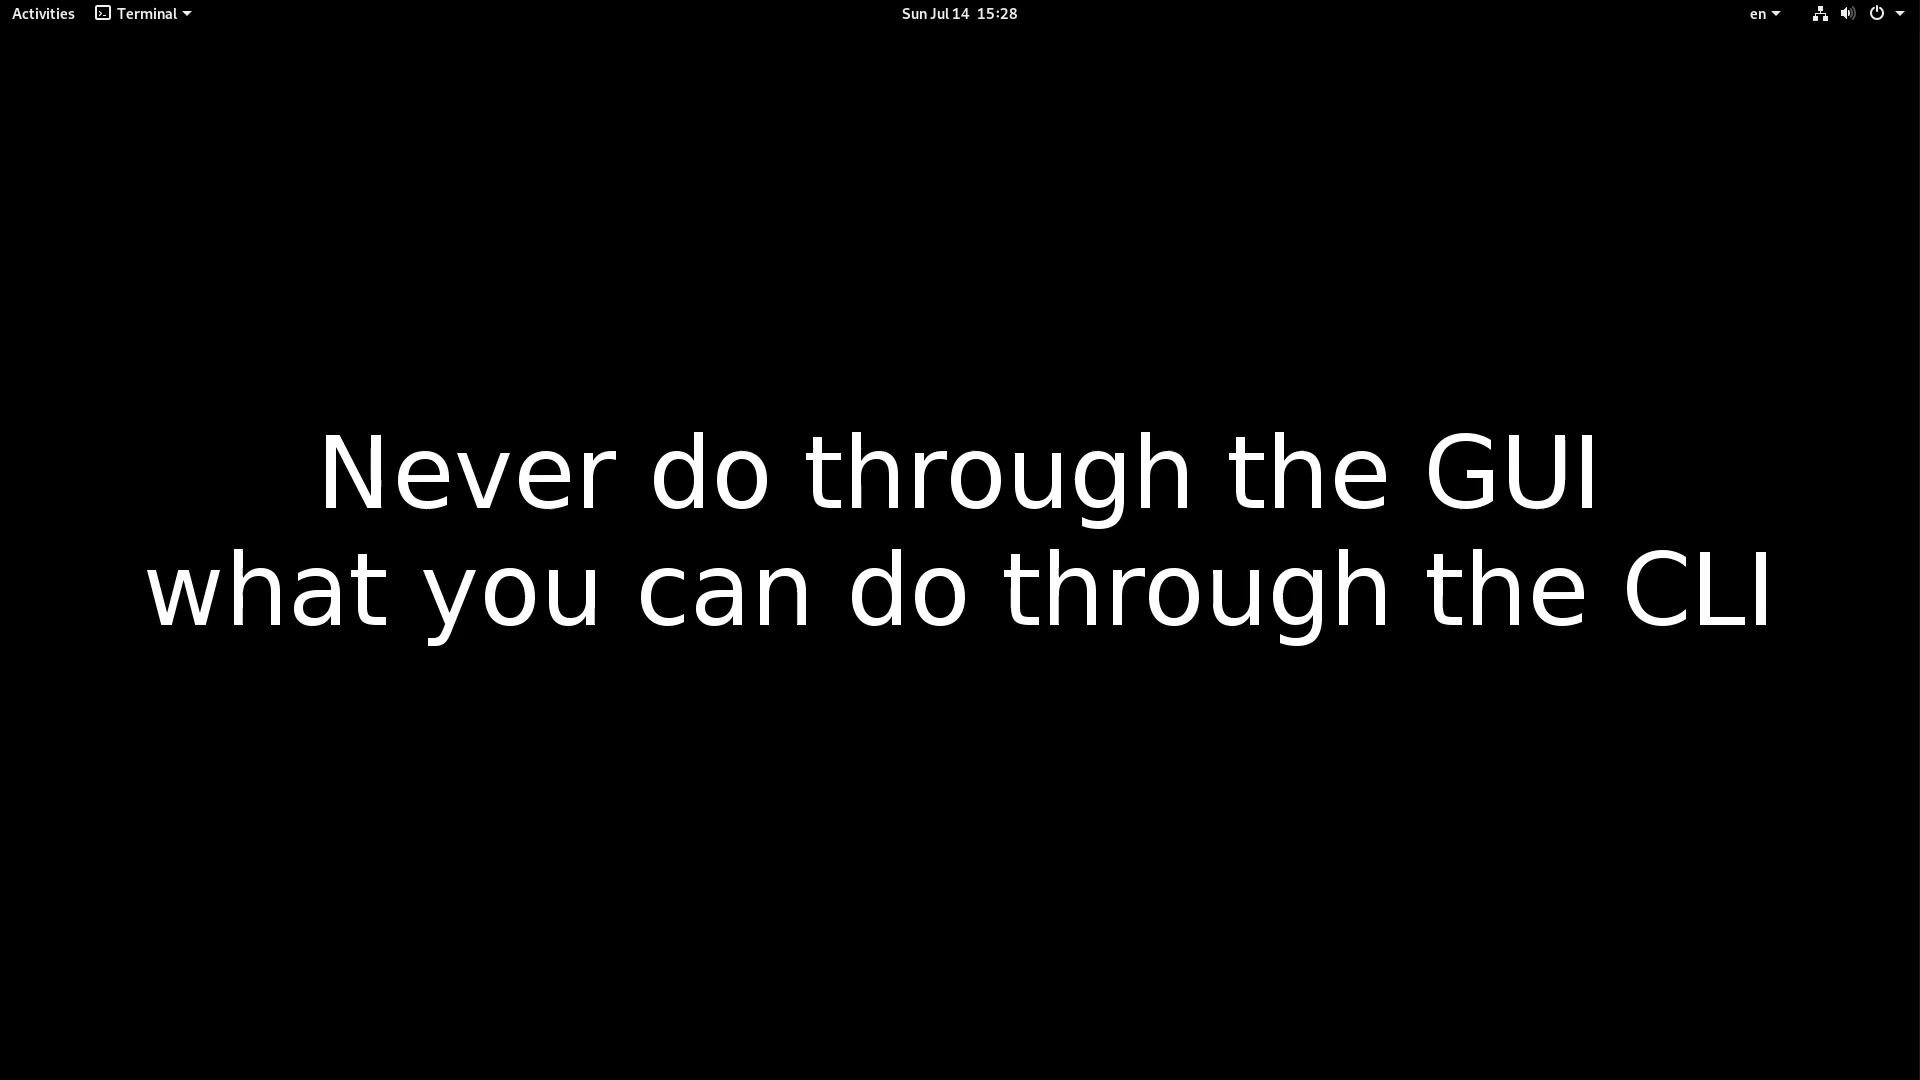 Activities Terminal Sun Jul 14 15:28 en
Never do through the GUI
what you can do through the CLI